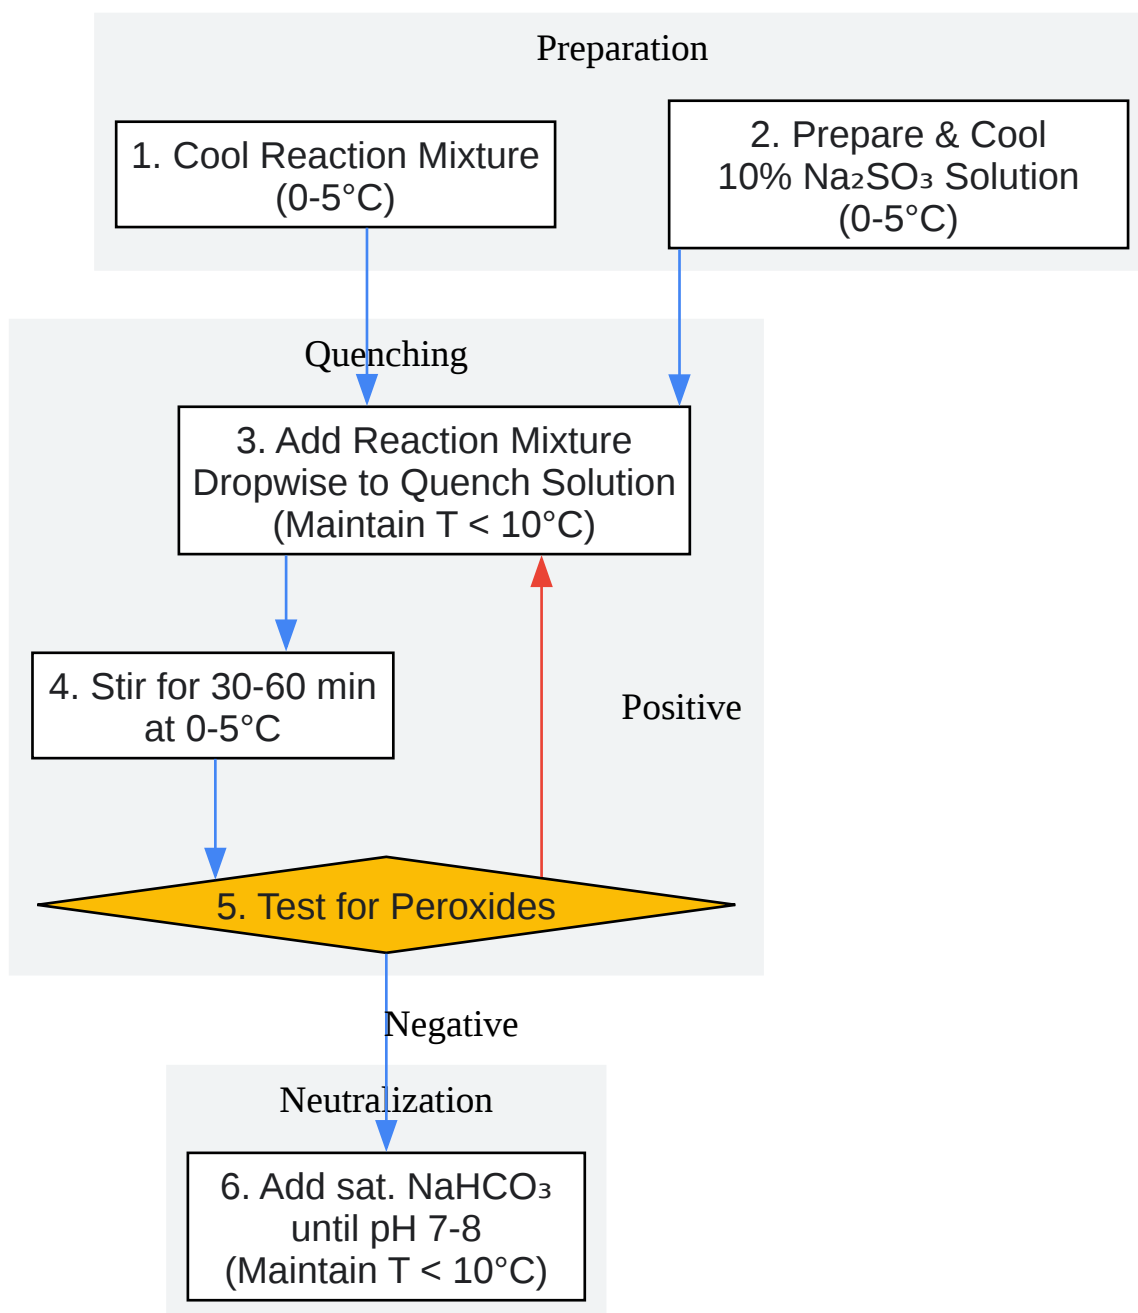 Preparation
1. Cool Reaction Mixture
(0-5°C)
2. Prepare & Cool
10% Na₂SO₃ Solution
(0-5°C)
Quenching
3. Add Reaction Mixture
Dropwise to Quench Solution
(Maintain T < 10°C)
4. Stir for 30-60 min
at 0-5°C
Positive
5. Test for Peroxides
Negative
Neutralization
6. Add sat. NaHCO₃
until pH 7-8
(Maintain T < 10°C)